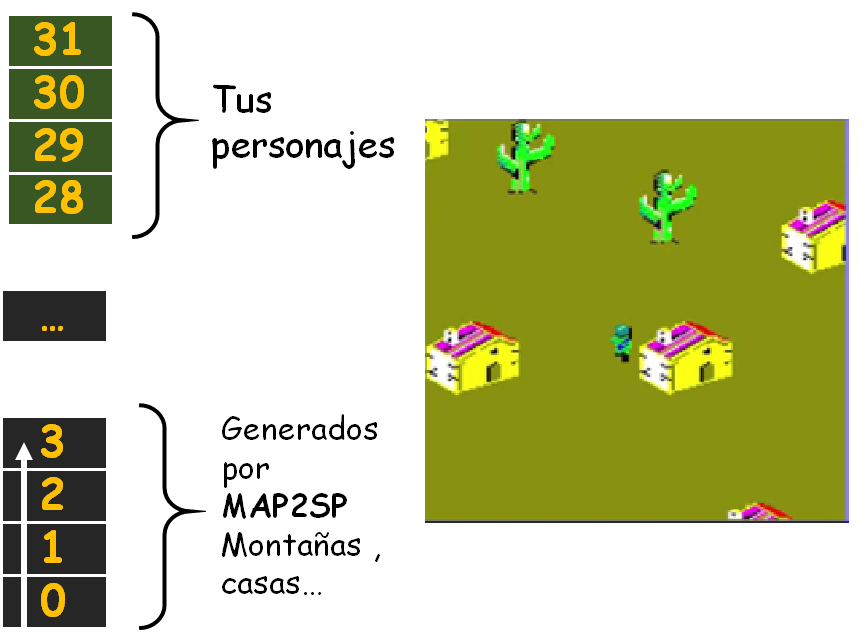 31
30
29
28
Tus
personajes
...
3
2
1
0
Generados
por
MAP2SP
Montañas ,
casas...